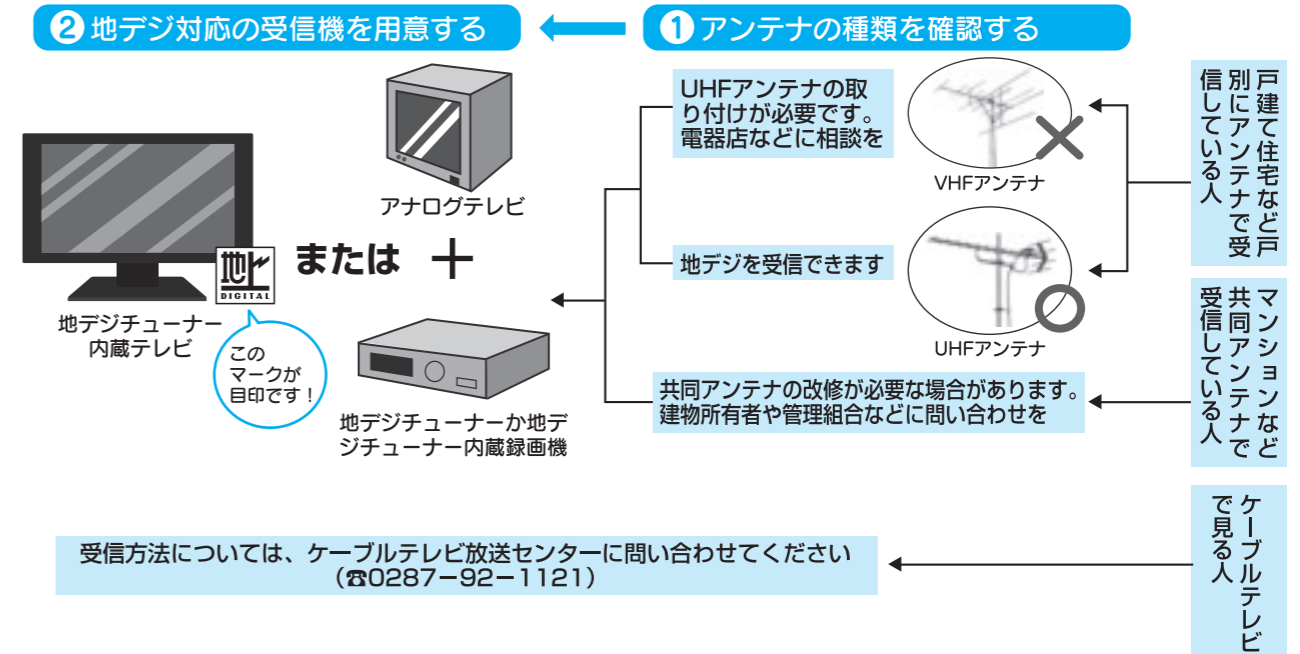 ❶アンテナの種類を確認する
❷地デジ対応の受信機を用意する
戸建て住宅など戸
別にアンテナで受
信している人
VHFアンテナ
UHFアンテナの取
り付けが必要です。
電器店などに相談を
UHFアンテナ
地デジを受信できます
マンションなど
共同アンテナで
受信している人
共同アンテナの改修が必要な場合があります。
建物所有者や管理組合などに問い合わせを
アナログテレビ
または ＋
地デジ
DIGITAL
地デジチューナー
内蔵テレビ
この
マークが
目印です！
地デジチューナーか地デ
ジチューナー内蔵録画機
ケーブルテレビ
で見る人
受信方法については、ケーブルテレビ放送センターに問い合わせてください
（☎0287－92－1121）